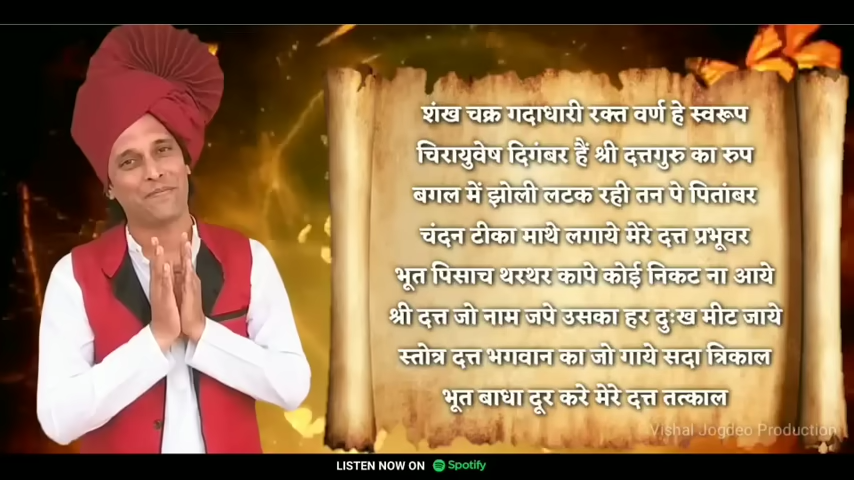 शंख चक्र गदाधारी रक्त वर्ण हे स्वरूप
चिरायुवेष दिगंबर हैं श्री दत्तगुरु का रुप
बगल में झोली लटक रही तन पे पितांबर
चंदन टीका माथे लगाये मेरे दत्त प्रभूवर
भूत पिसाच थरथर कापे कोई निकट ना आये
श्री दत्त जो नाम जपे उसका हर दुःख मीट जाये
स्तोत्र दत्त भगवान का जो गाये सदा त्रिकाल
भूत बाधा दूर करे मेरे दत्त तत्काल
Vishal Jogdeo Production
LISTEN NOW ON Spotify